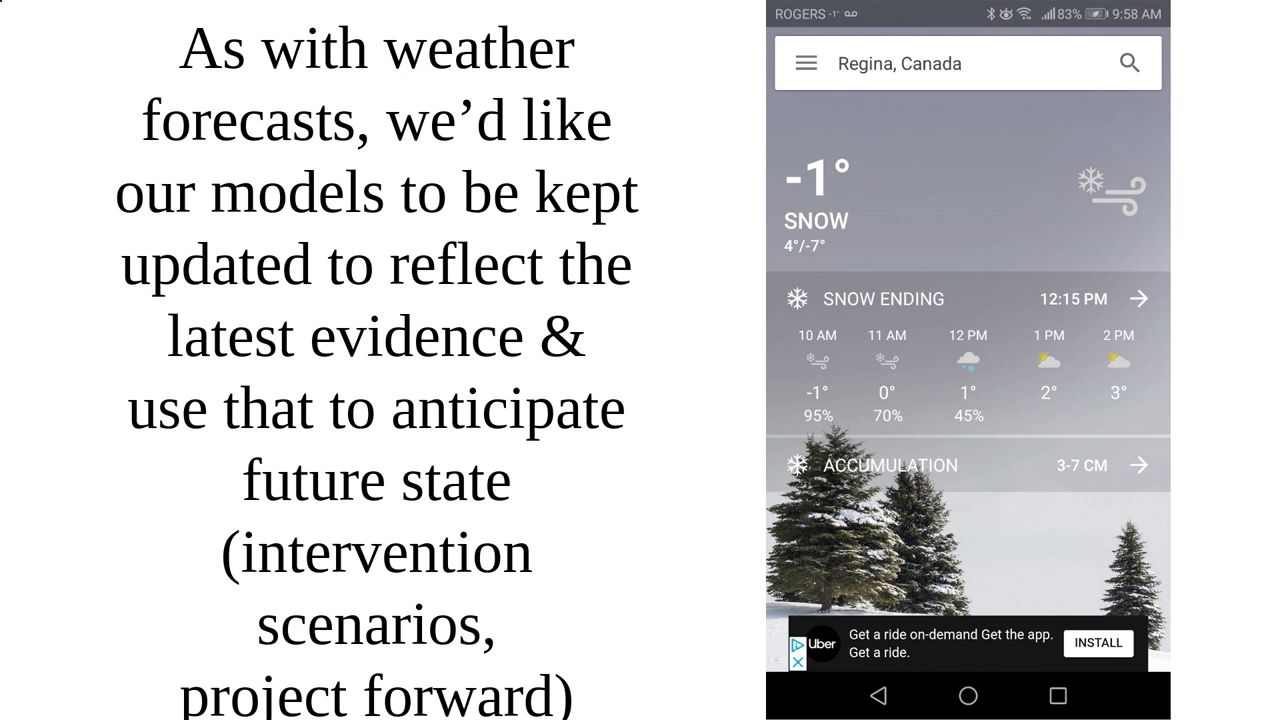 As with weather
forecasts, we’d like
our models to be kept
updated to reflect the
latest evidence &
use that to anticipate
future state
(intervention
scenarios,
project forward)
ROGERS -1° 83% 9:58 AM
Regina, Canada
-1°
SNOW
4°/-7°
SNOW ENDING 12:15 PM
10 AM 11 AM 12 PM 1 PM 2 PM
-1° 0° 1° 2° 3°
95% 70% 45%
ACCUMULATION 3-7 CM
Uber
Get a ride on-demand Get the app.
Get a ride.
INSTALL